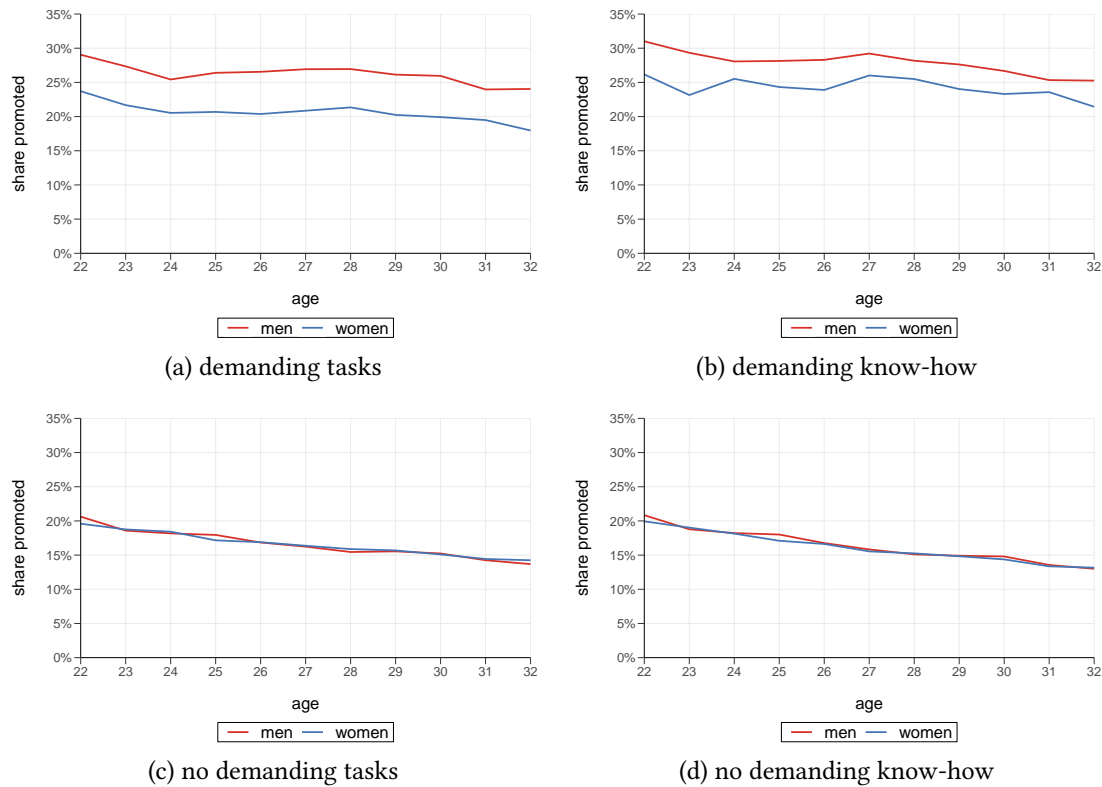 35%
30%
25%
20%
15%
10%
5%
0%
share promoted
22 23 24 25 26 27 28 29 30 31 32
age
men women
(a) demanding tasks
35%
30%
25%
20%
15%
10%
5%
0%
share promoted
22 23 24 25 26 27 28 29 30 31 32
age
men women
(b) demanding know-how
35%
30%
25%
20%
15%
10%
5%
0%
share promoted
22 23 24 25 26 27 28 29 30 31 32
age
men women
(c) no demanding tasks
35%
30%
25%
20%
15%
10%
5%
0%
share promoted
22 23 24 25 26 27 28 29 30 31 32
age
men women
(d) no demanding know-how